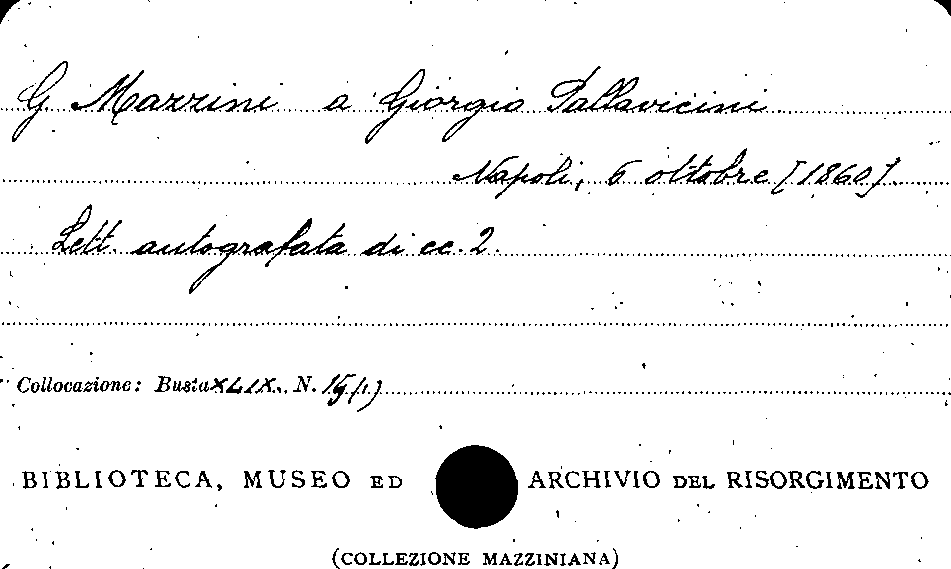 G. Mazzini a Giorgio Pallavicini
Napoli, 6 ottobre [1860].
Lett. autografata di cc. 2.
Collocazione: Busta XLIX. N. 15(1)
BIBLIOTECA, MUSEO ED ARCHIVIO DEL RISORGIMENTO
(COLLEZIONE MAZZINIANA)